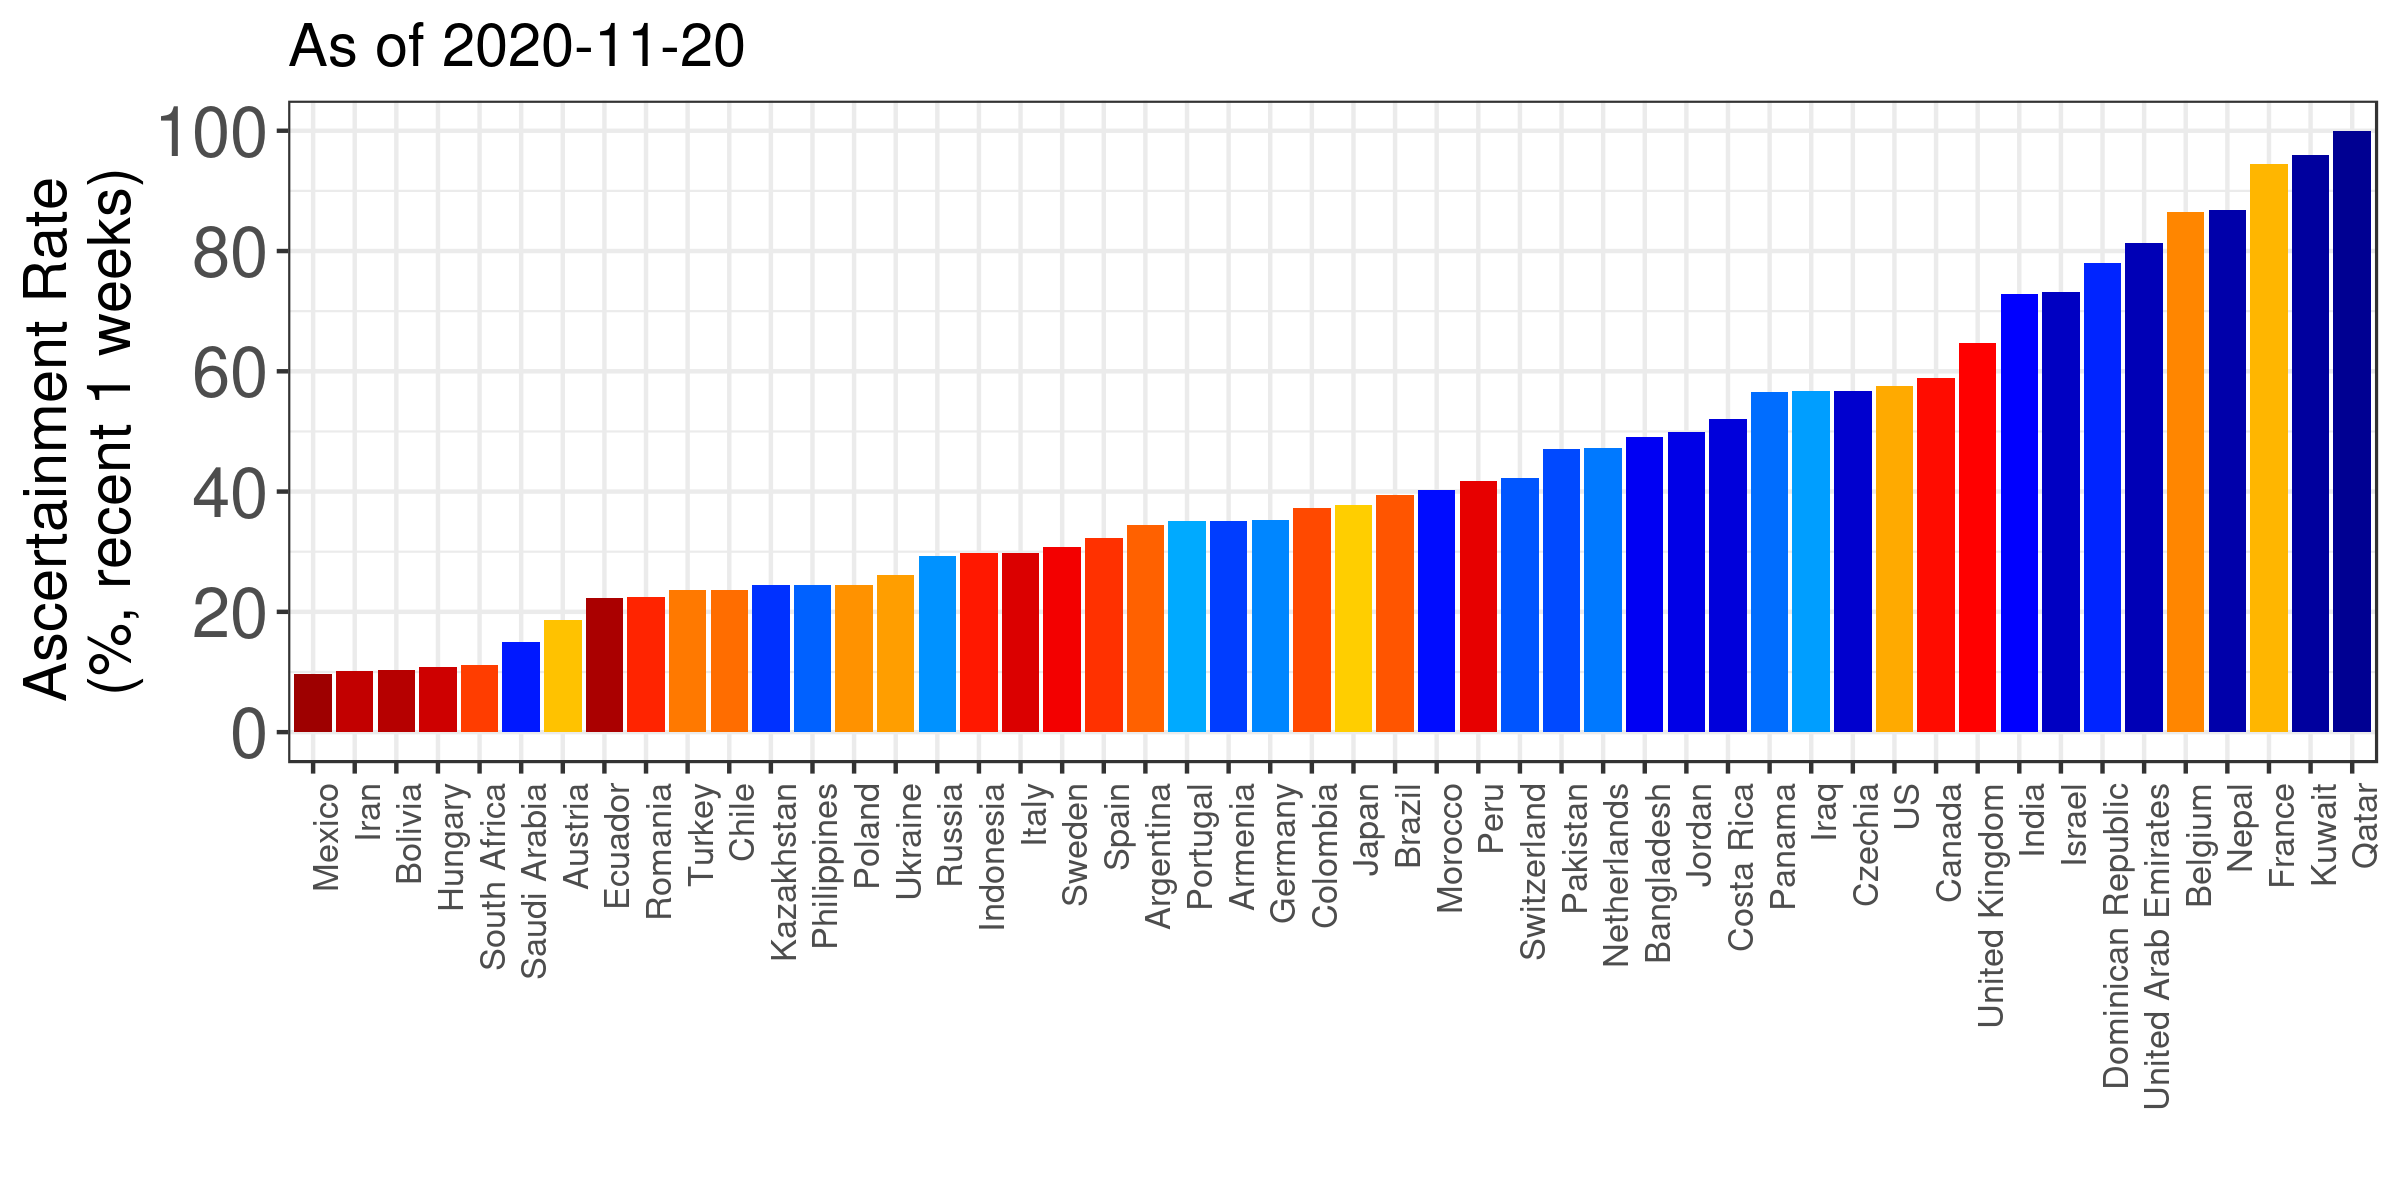 As of 2020-11-20
Ascertainment Rate
(%, recent 1 weeks)
100
80
60
40
20
0
Mexico
Iran
Bolivia
Hungary
South Africa
Saudi Arabia
Austria
Ecuador
Romania
Turkey
Chile
Kazakhstan
Philippines
Poland
Ukraine
Russia
Indonesia
Italy
Sweden
Spain
Argentina
Portugal
Armenia
Germany
Colombia
Japan
Brazil
Morocco
Peru
Switzerland
Pakistan
Netherlands
Bangladesh
Jordan
Costa Rica
Panama
Iraq
Czechia
US
Canada
United Kingdom
India
Israel
Dominican Republic
United Arab Emirates
Belgium
Nepal
France
Kuwait
Qatar